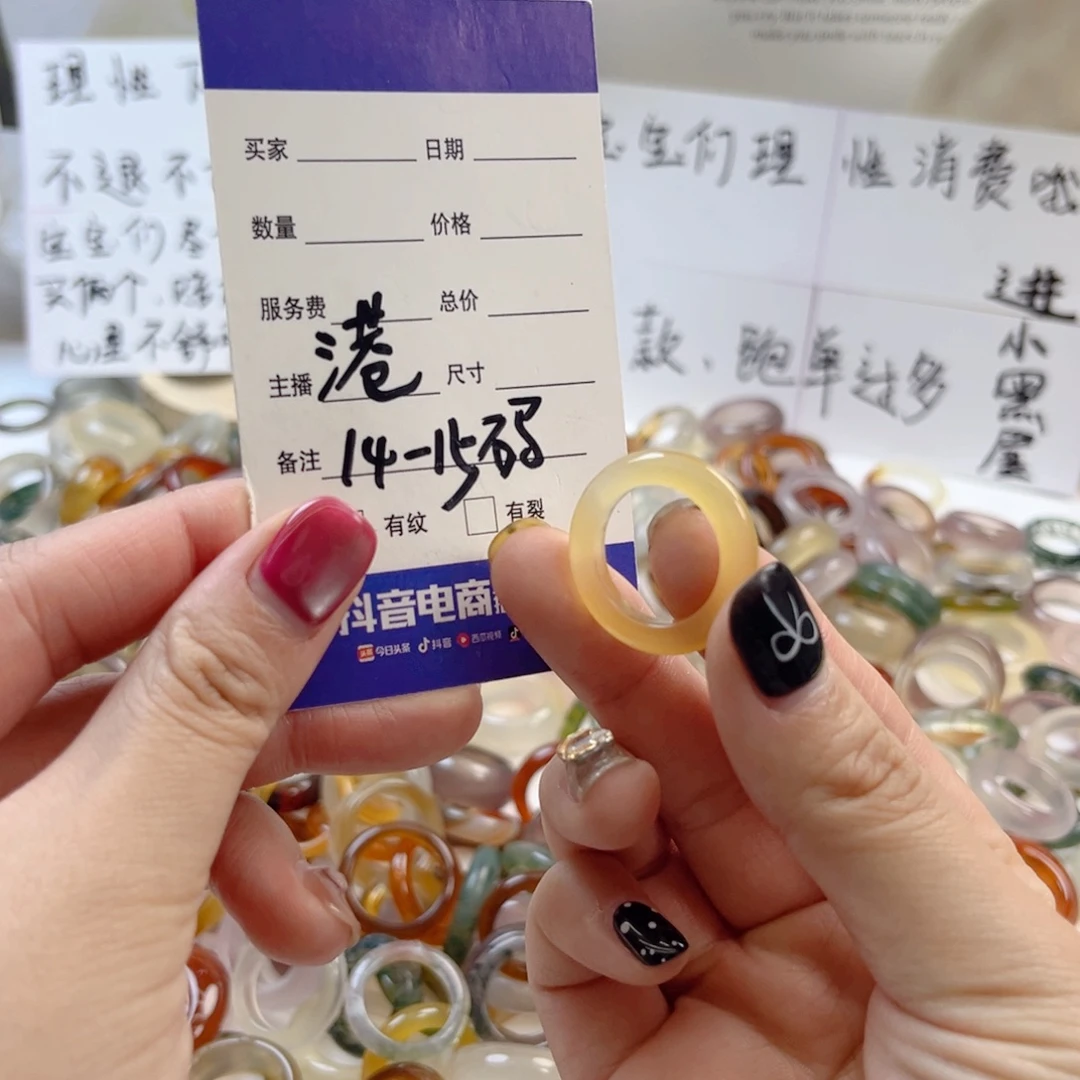 理性
不退不
宝宝们尽
买俩个、
心里不舒
买家 日期
数量 价格
服务费 总价
主播 港 尺寸
备注 14-15码
有纹 有裂
抖音电商
今日头条 抖音 西瓜视频
宝宝们理性消费
款、跑单过多
进
小
黑
屋